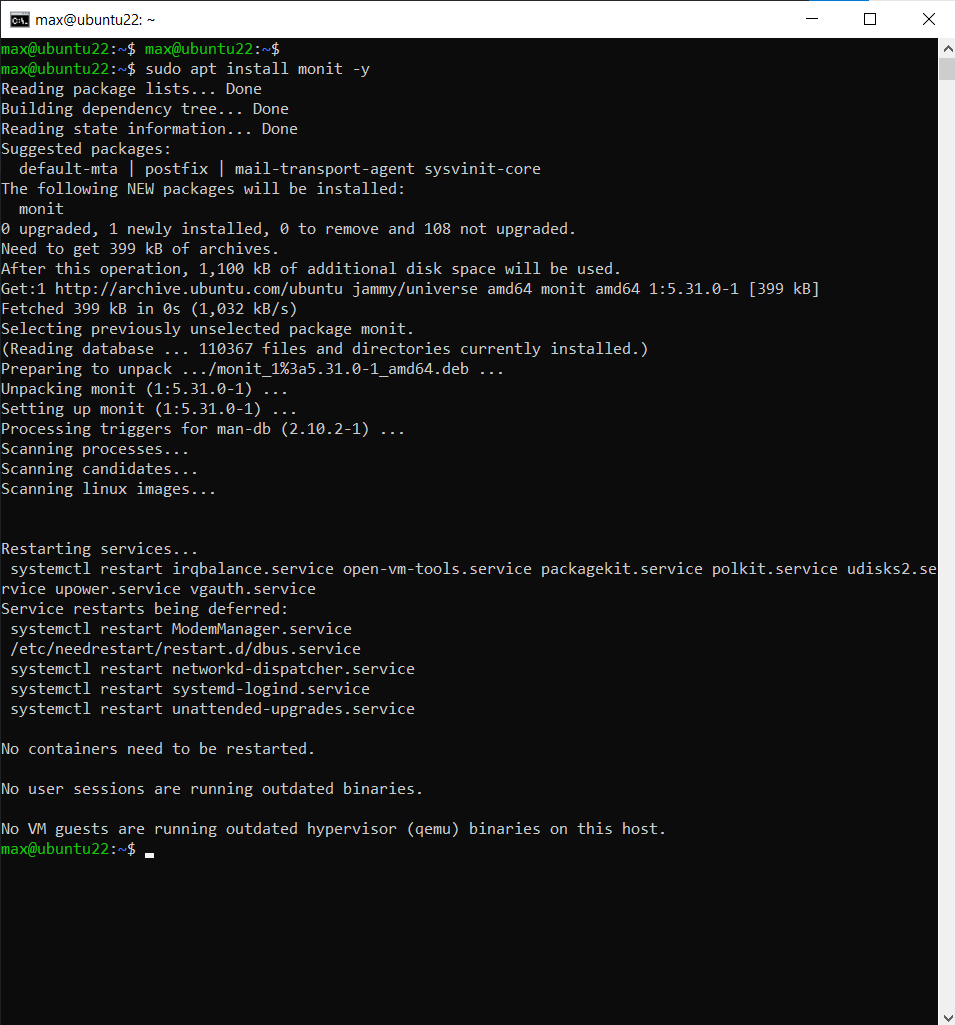 max@ubuntu22: ~
max@ubuntu22:~$ max@ubuntu22:~$
max@ubuntu22:~$ sudo apt install monit -y
Reading package lists... Done
Building dependency tree... Done
Reading state information... Done
Suggested packages:
  default-mta | postfix | mail-transport-agent sysvinit-core
The following NEW packages will be installed:
  monit
0 upgraded, 1 newly installed, 0 to remove and 108 not upgraded.
Need to get 399 kB of archives.
After this operation, 1,100 kB of additional disk space will be used.
Get:1 http://archive.ubuntu.com/ubuntu jammy/universe amd64 monit amd64 1:5.31.0-1 [399 kB]
Fetched 399 kB in 0s (1,032 kB/s)
Selecting previously unselected package monit.
(Reading database ... 110367 files and directories currently installed.)
Preparing to unpack .../monit_1%3a5.31.0-1_amd64.deb ...
Unpacking monit (1:5.31.0-1) ...
Setting up monit (1:5.31.0-1) ...
Processing triggers for man-db (2.10.2-1) ...
Scanning processes...
Scanning candidates...
Scanning linux images...
Restarting services...
 systemctl restart irqbalance.service open-vm-tools.service packagekit.service polkit.service udisks2.se
rvice upower.service vgauth.service
Service restarts being deferred:
 systemctl restart ModemManager.service
 /etc/needrestart/restart.d/dbus.service
 systemctl restart networkd-dispatcher.service
 systemctl restart systemd-logind.service
 systemctl restart unattended-upgrades.service
No containers need to be restarted.
No user sessions are running outdated binaries.
No VM guests are running outdated hypervisor (qemu) binaries on this host.
max@ubuntu22:~$